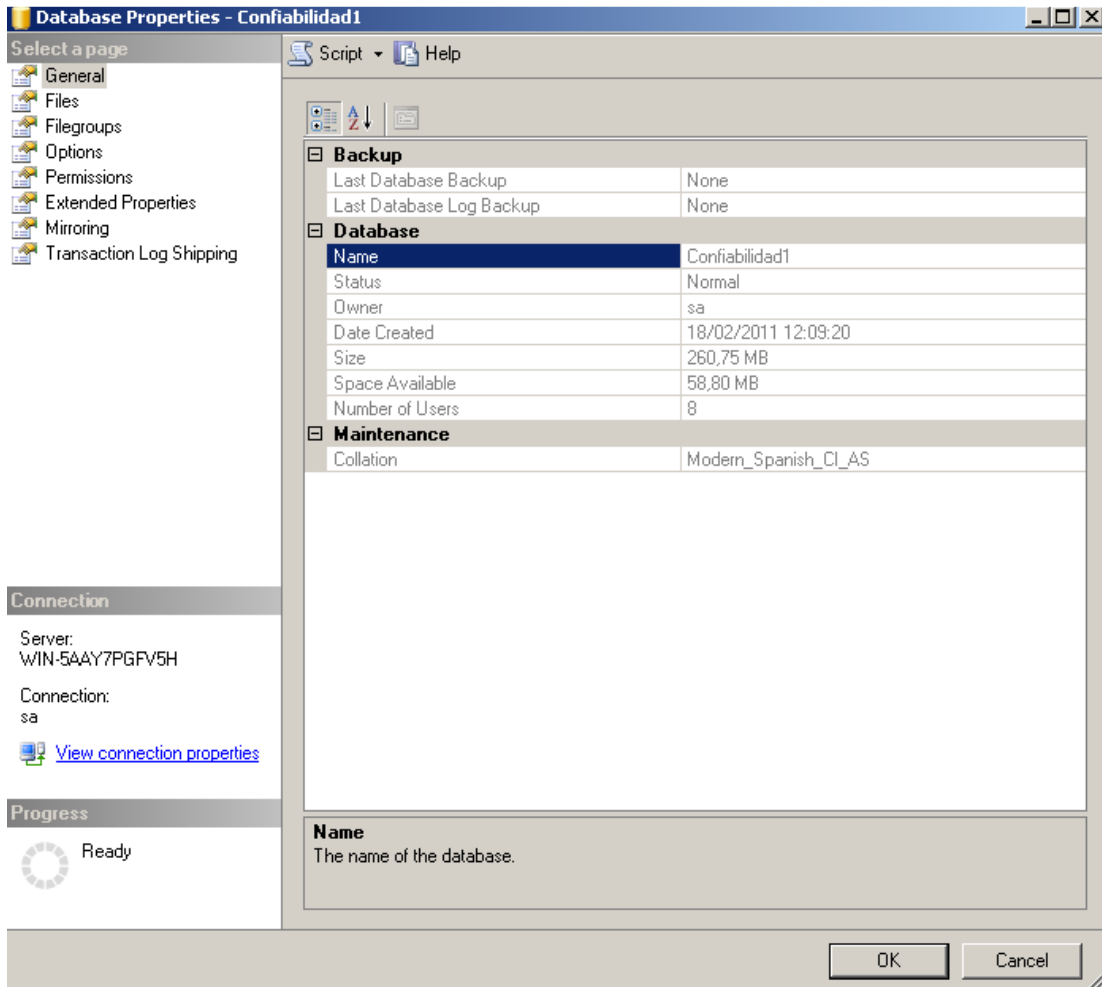 Database Properties - Confiabilidad1
Select a page
General
Files
Filegroups
Options
Permissions
Extended Properties
Mirroring
Transaction Log Shipping
Script
Help
Backup
Last Database Backup None
Last Database Log Backup None
Database
Name Confiabilidad1
Status Normal
Owner sa
Date Created 18/02/2011 12:09:20
Size 260,75 MB
Space Available 58,80 MB
Number of Users 8
Maintenance
Collation Modern_Spanish_CI_AS
Connection
Server:
WIN-5AAY7PGFV5H
Connection:
sa
View connection properties
Progress
Ready
Name
The name of the database.
OK Cancel